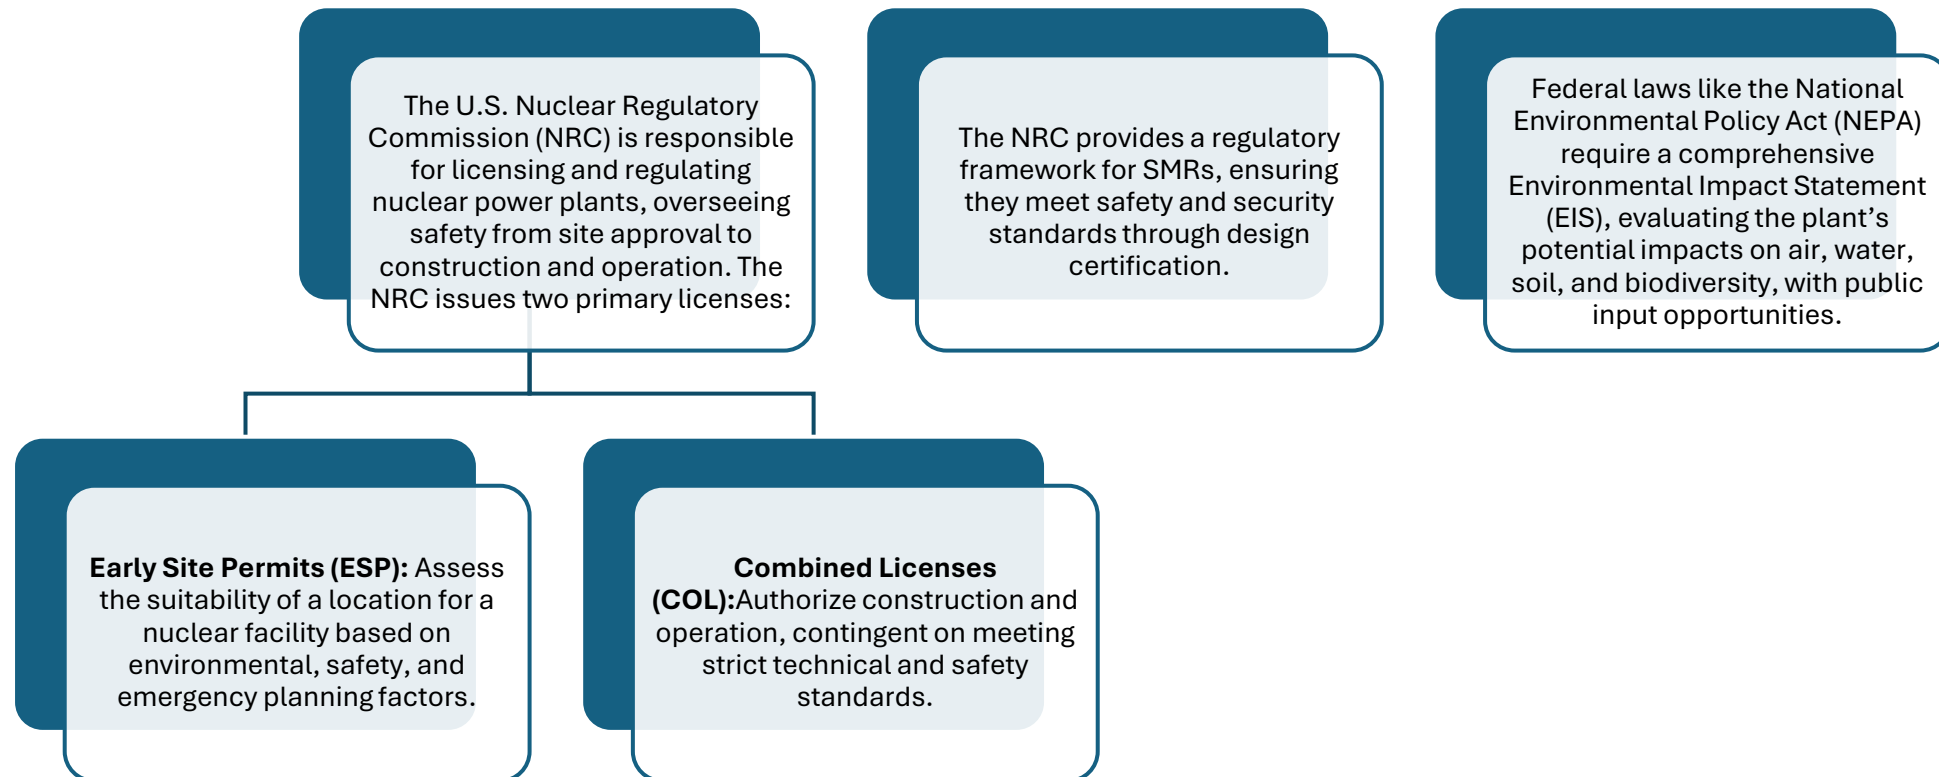 The U.S. Nuclear Regulatory
Commission (NRC) is responsible
for licensing and regulating
nuclear power plants, overseeing
safety from site approval to
construction and operation. The
NRC issues two primary licenses:
The NRC provides a regulatory
framework for SMRs, ensuring
they meet safety and security
standards through design
certification.
Federal laws like the National
Environmental Policy Act (NEPA)
require a comprehensive
Environmental Impact Statement
(EIS), evaluating the plant’s
potential impacts on air, water,
soil, and biodiversity, with public
input opportunities.
Early Site Permits (ESP): Assess
the suitability of a location for a
nuclear facility based on
environmental, safety, and
emergency planning factors.
Combined Licenses
(COL):Authorize construction and
operation, contingent on meeting
strict technical and safety
standards.